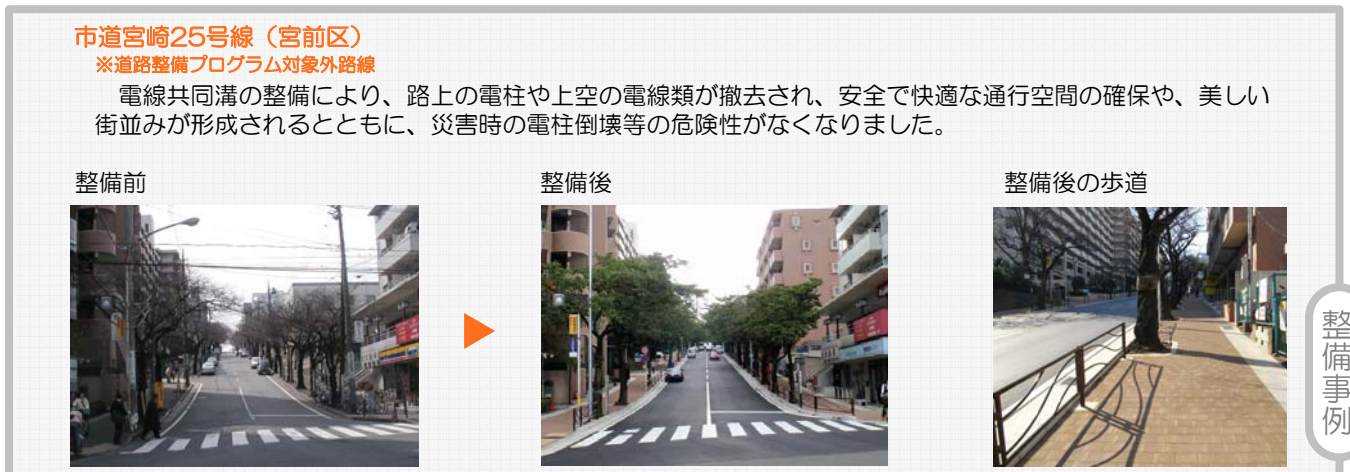 市道宮崎25号線（宮前区）
※道路整備プログラム対象外路線
電線共同溝の整備により、路上の電柱や上空の電線類が撤去され、安全で快適な通行空間の確保や、美しい
街並みが形成されるとともに、災害時の電柱倒壊等の危険性がなくなりました。
整備前
整備後
整備後の歩道
整備事例